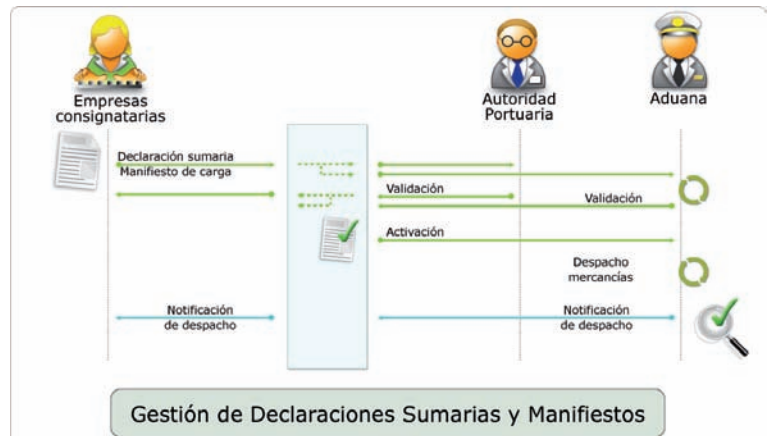 Empresas
consignatarias
Autoridad
Portuaria
Aduana
Declaración sumaria
Manifiesto de carga
Validación
Validación
Activación
Despacho
mercancías
Notificación
de despacho
Notificación
de despacho
Gestión de Declaraciones Sumarias y Manifiestos